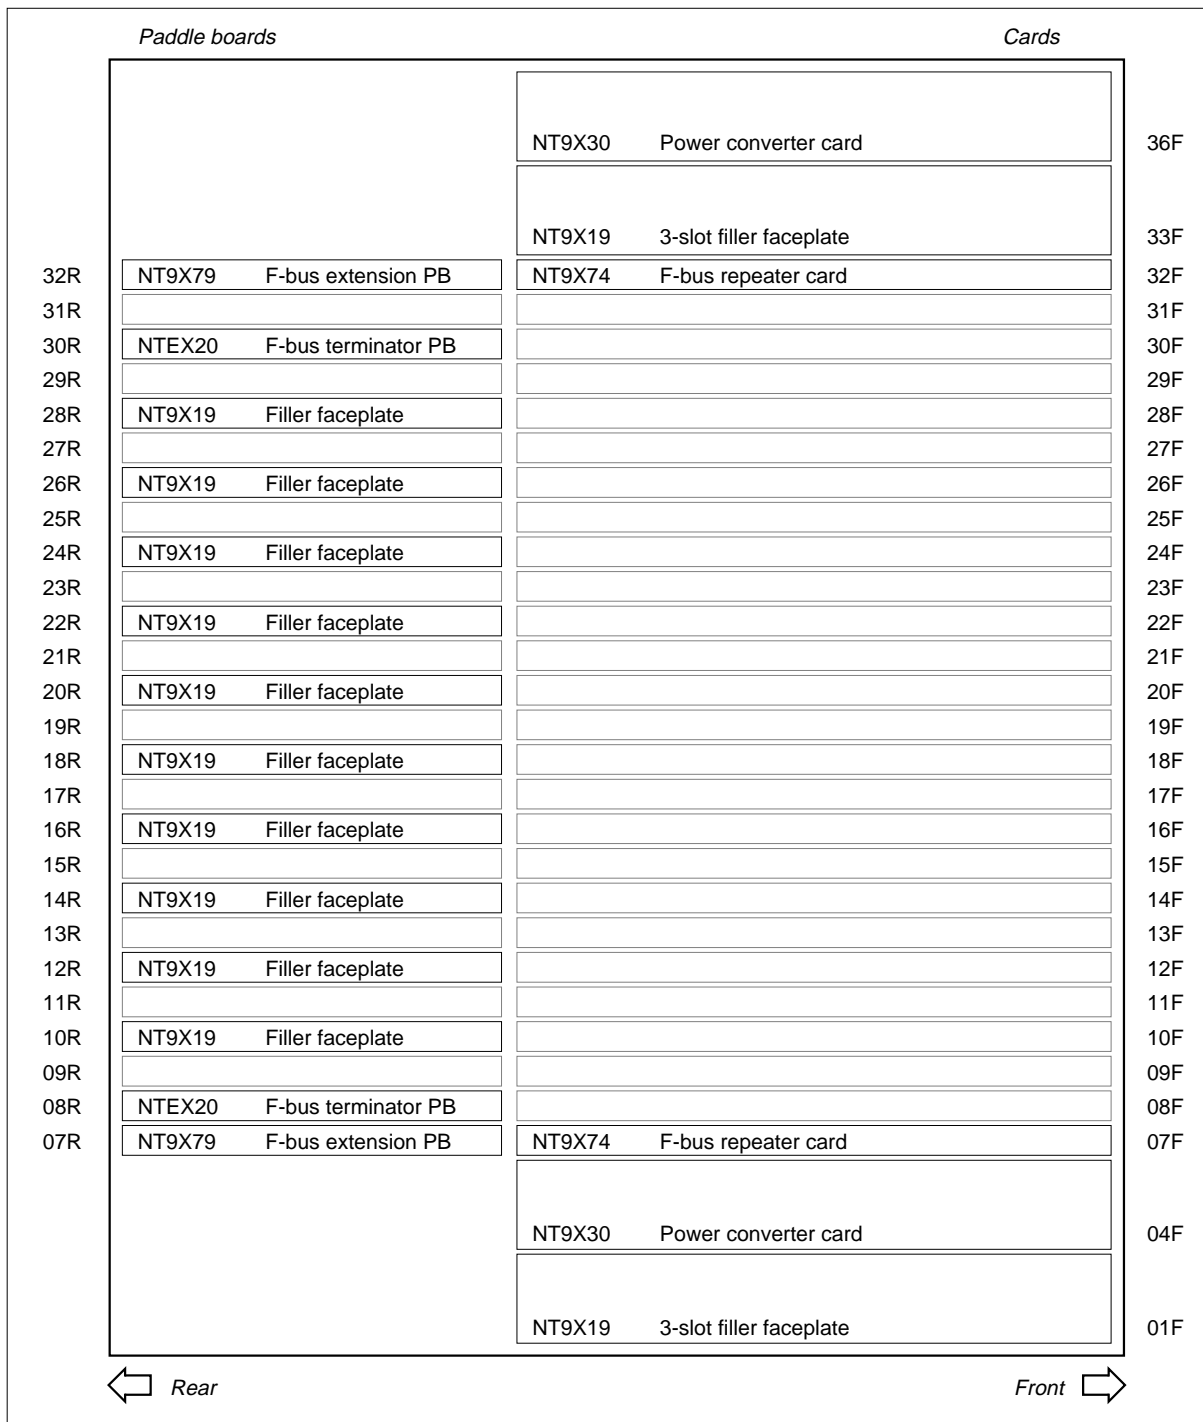 Paddle boards Cards
NT9X30 Power converter card 36F
NT9X19 3-slot filler faceplate 33F
32R NT9X79 F-bus extension PB NT9X74 F-bus repeater card 32F
31R 31F
30R NTEX20 F-bus terminator PB 30F
29R 29F
28R NT9X19 Filler faceplate 28F
27R 27F
26R NT9X19 Filler faceplate 26F
25R 25F
24R NT9X19 Filler faceplate 24F
23R 23F
22R NT9X19 Filler faceplate 22F
21R 21F
20R NT9X19 Filler faceplate 20F
19R 19F
18R NT9X19 Filler faceplate 18F
17R 17F
16R NT9X19 Filler faceplate 16F
15R 15F
14R NT9X19 Filler faceplate 14F
13R 13F
12R NT9X19 Filler faceplate 12F
11R 11F
10R NT9X19 Filler faceplate 10F
09R 09F
08R NTEX20 F-bus terminator PB 08F
07R NT9X79 F-bus extension PB NT9X74 F-bus repeater card 07F
NT9X30 Power converter card 04F
NT9X19 3-slot filler faceplate 01F
Rear Front